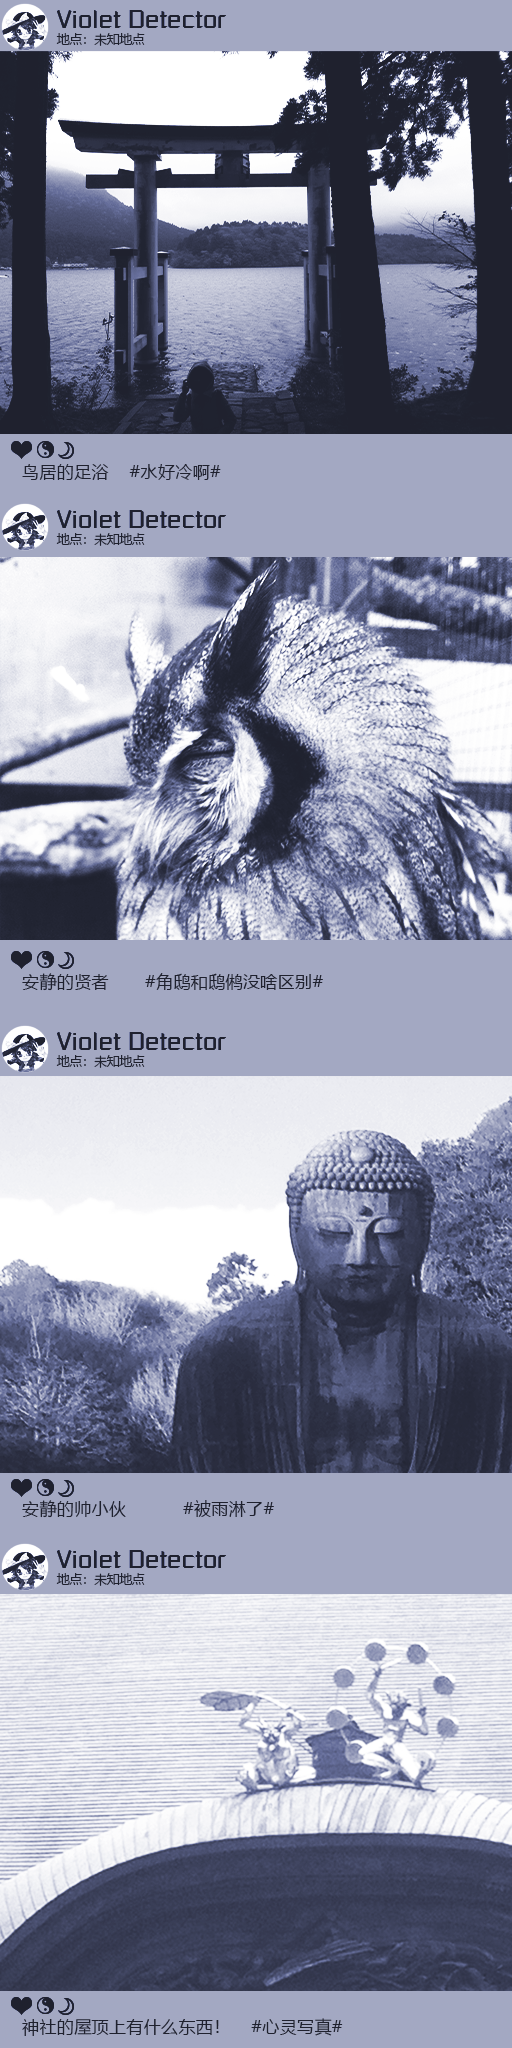 Violet Detector
地点：未知地点
鸟居的足浴 #水好冷啊#
Violet Detector
地点：未知地点
安静的贤者 #角鸮和鸱鸺没啥区别#
Violet Detector
地点：未知地点
安静的帅小伙 #被雨淋了#
Violet Detector
地点：未知地点
神社的屋顶上有什么东西！ #心灵写真#